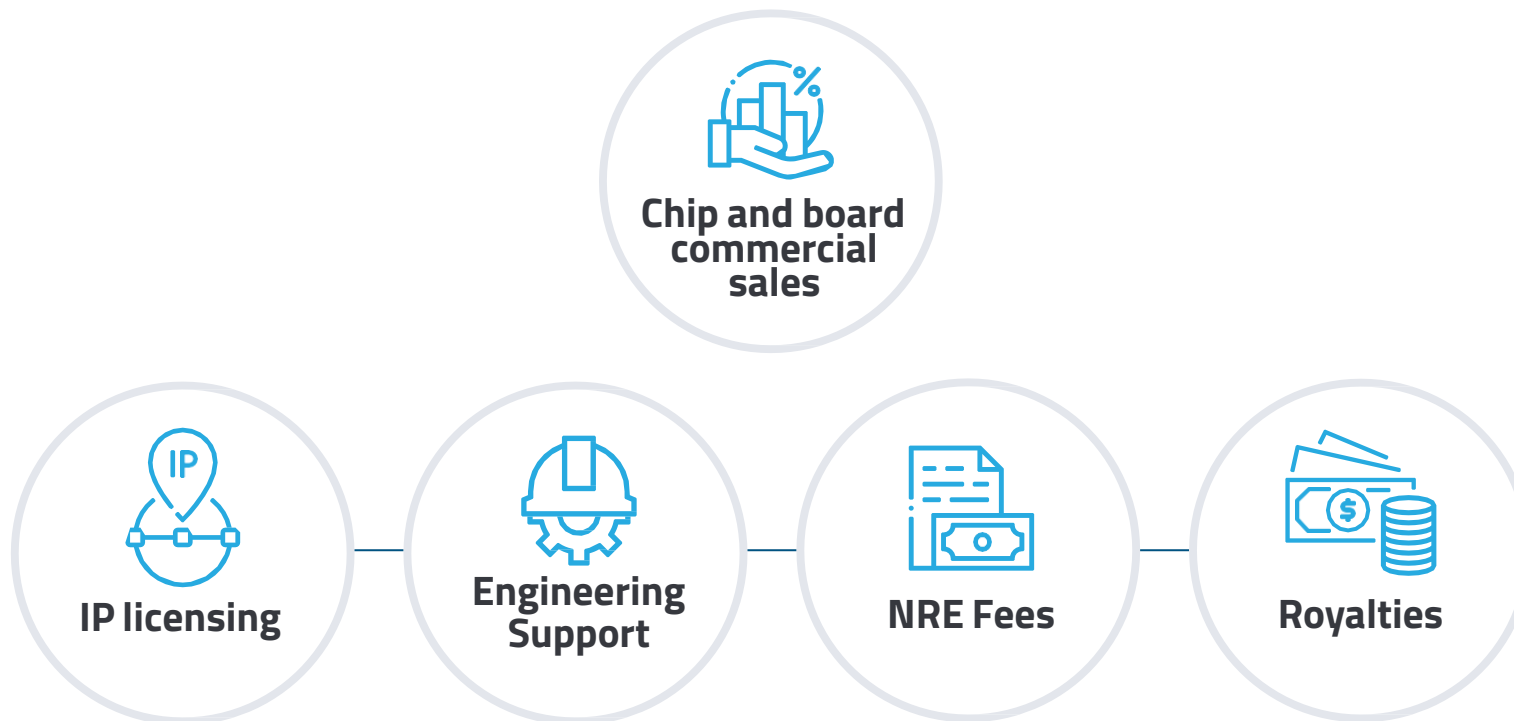 %
Chip and board
commercial
sales
IP
IP licensing
Engineering
Support
NRE Fees
$
Royalties